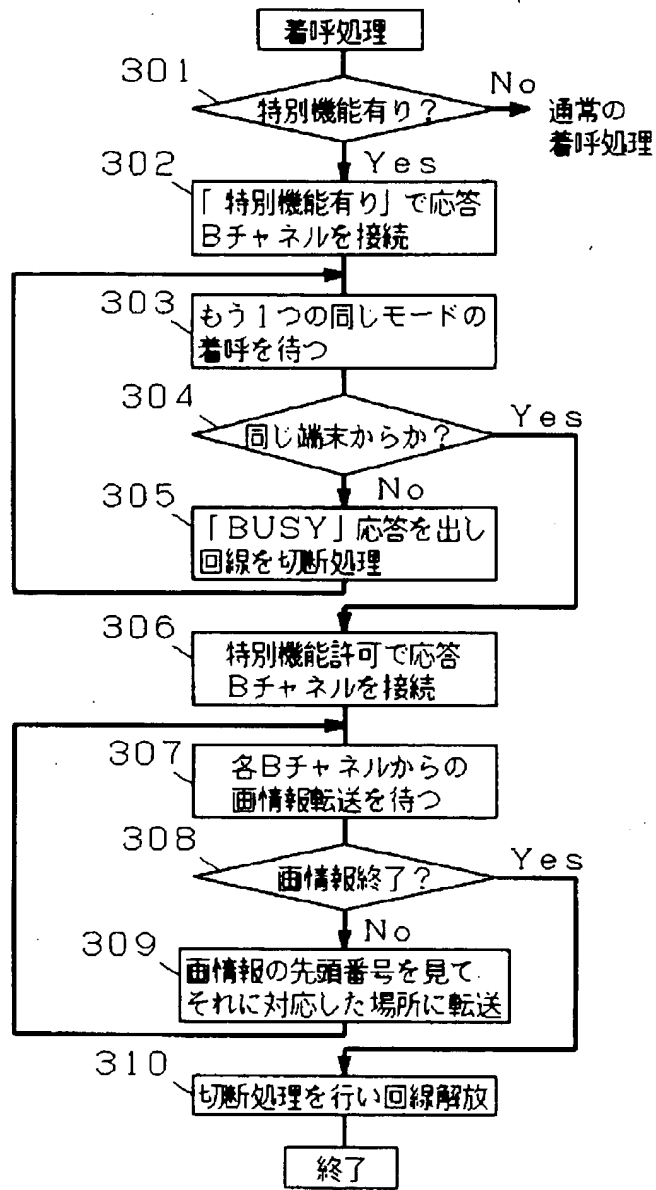 着呼処理
301
特別機能有り?
No
通常の
着呼処理
Yes
302
「特別機能有り」で応答
Bチャネルを接続
303
もう1つの同じモードの
着呼を待つ
304
同じ端末からか?
Yes
No
305
「BUSY」応答を出し
回線を切断処理
306
特別機能許可で応答
Bチャネルを接続
307
各Bチャネルからの
画情報転送を待つ
308
画情報終了?
Yes
No
309
画情報の先頭番号を見て
それに対応した場所に転送
310
切断処理を行い回線解放
終了